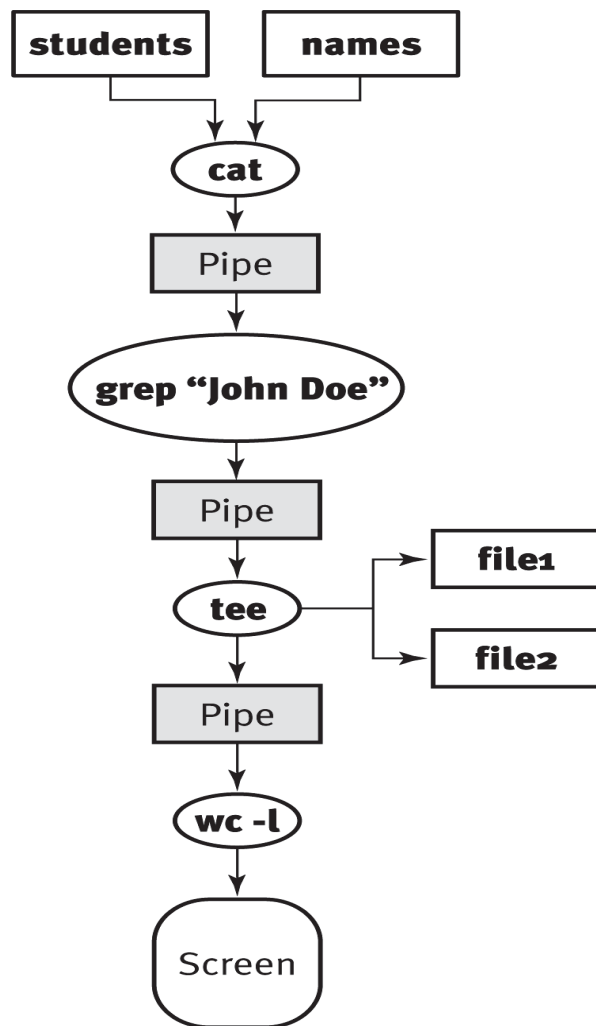 students
names
cat
Pipe
grep “John Doe”
Pipe
tee
file1
file2
Pipe
wc -l
Screen